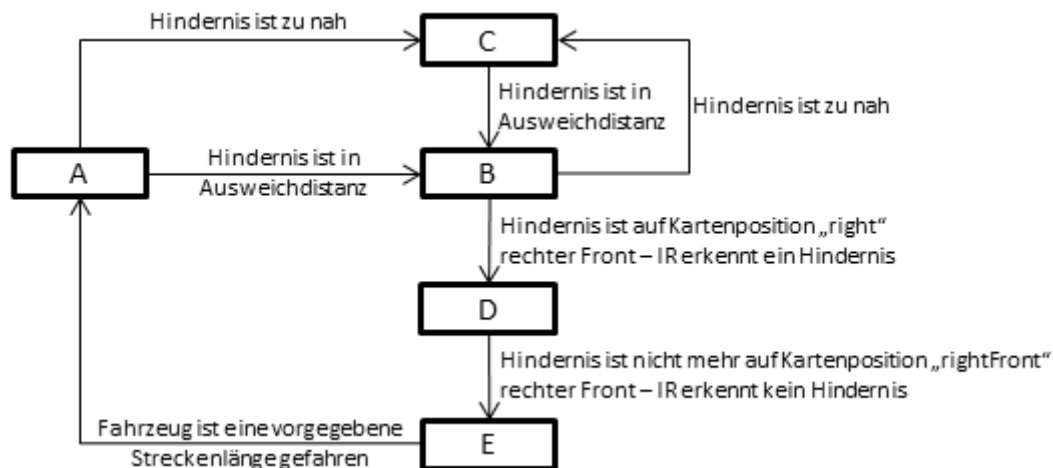 Hindernis ist zu nah
C
Hindernis ist in
Ausweichdistanz
Hindernis ist zu nah
A
Hindernis ist in
Ausweichdistanz
B
Hindernis ist auf Kartenposition „right“
rechter Front – IR erkennt ein Hindernis
D
Hindernis ist nicht mehr auf Kartenposition „rightFront“
rechter Front – IR erkennt kein Hindernis
Fahrzeug ist eine vorgegebene
Streckenlänge gefahren
E